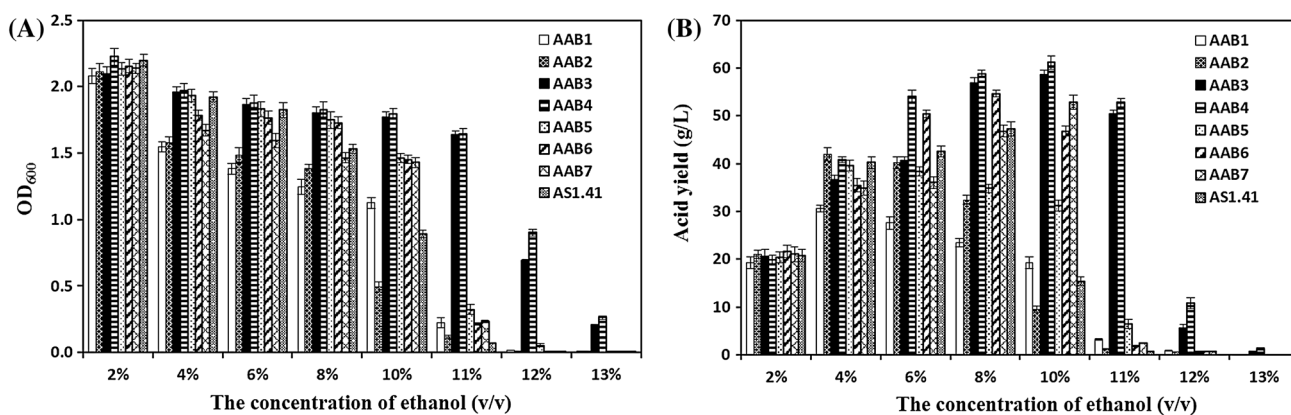 (A)
2.5
2.0
1.5
1.0
0.5
0.0
OD600
AAB1
AAB2
AAB3
AAB4
AAB5
AAB6
AAB7
AS1.41
2% 4% 6% 8% 10% 11% 12% 13%
The concentration of ethanol (v/v)
(B)
70
60
50
40
30
20
10
0
Acid yield (g/L)
AAB1
AAB2
AAB3
AAB4
AAB5
AAB6
AAB7
AS1.41
2% 4% 6% 8% 10% 11% 12% 13%
The concentration of ethanol (v/v)